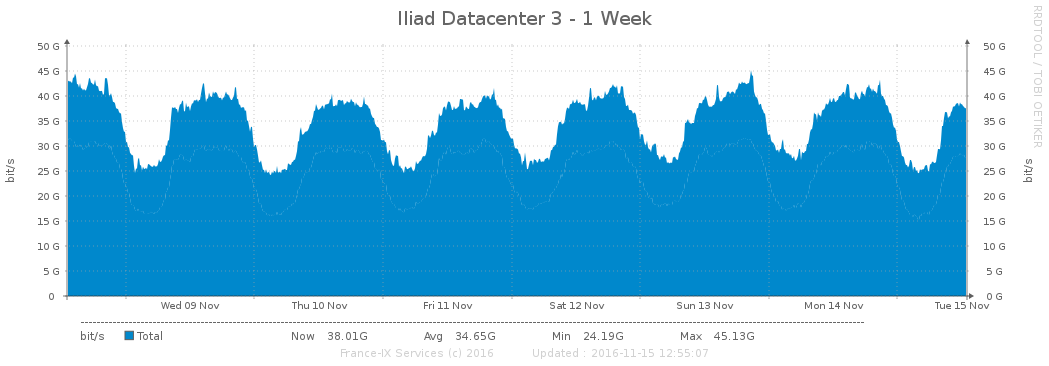 Iliad Datacenter 3 - 1 Week
RRDTOOL / TOBI OETIKER
50 G 50 G
45 G 45 G
40 G 40 G
35 G 35 G
30 G 30 G
25 G 25 G
20 G 20 G
15 G 15 G
10 G 10 G
5 G 5 G
0 0 G
bit/s bit/s
Wed 09 Nov Thu 10 Nov Fri 11 Nov Sat 12 Nov Sun 13 Nov Mon 14 Nov Tue 15 Nov
bit/s Total Now 38.01G Avg 34.65G Min 24.19G Max 45.13G
France-IX Services (c) 2016 Updated : 2016-11-15 12:55:07